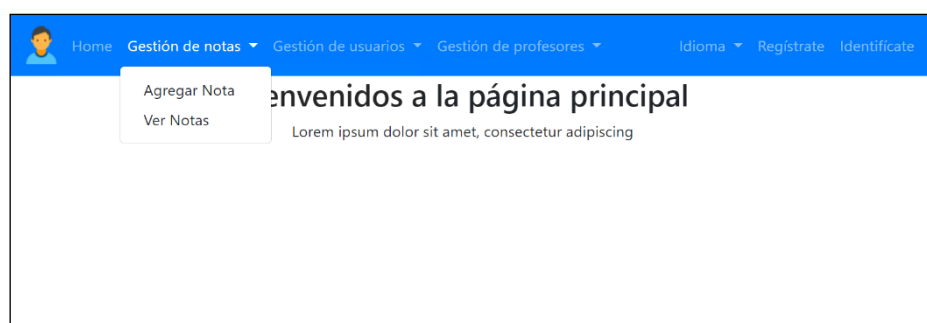 Home Gestión de notas Gestión de usuarios Gestión de profesores Idioma Regístrate Identifícate
Agregar Nota
Ver Notas
envenidos a la página principal
Lorem ipsum dolor sit amet, consectetur adipiscing